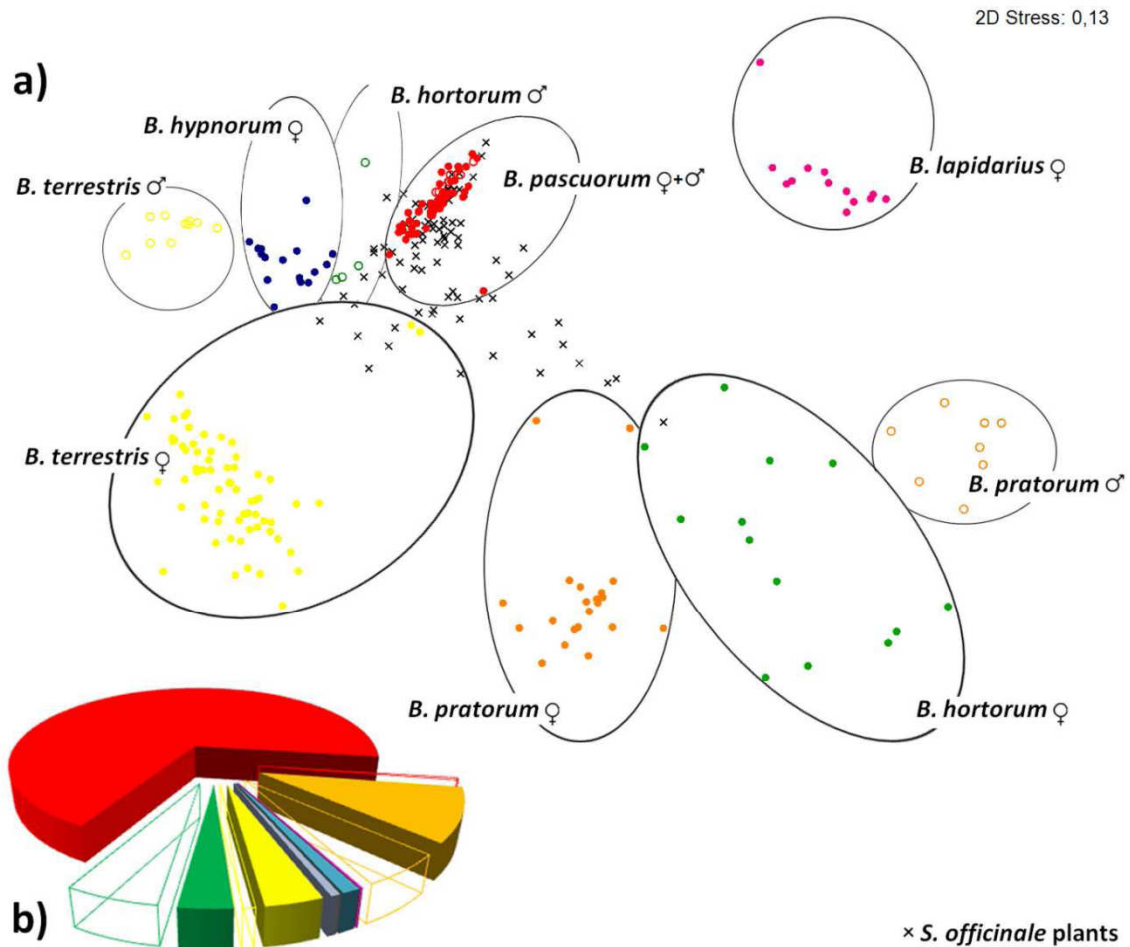 2D Stress: 0,13
a)
B. hortorum ♂
B. hypnorum ♀
B. terrestris ♂
B. pascuorum ♀+♂
B. lapidarius ♀
B. terrestris ♀
B. pratorum ♂
B. pratorum ♀
B. hortorum ♀
b)
× S. officinale plants